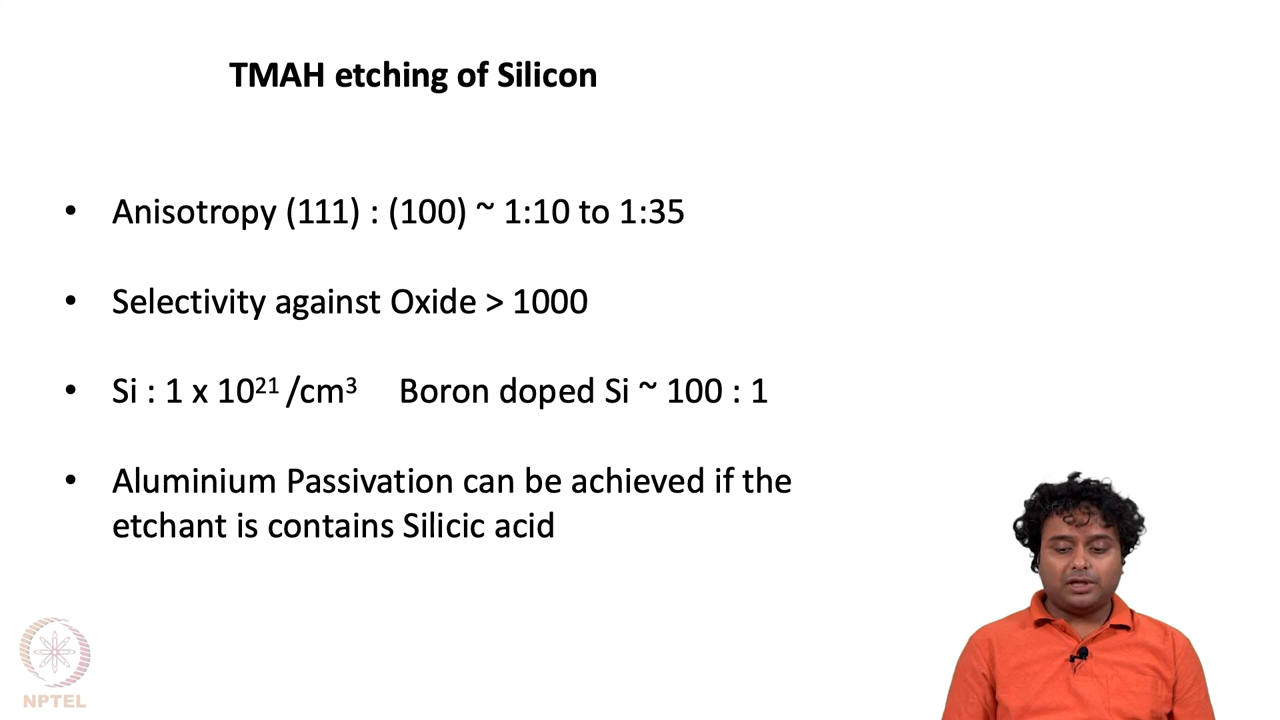 TMAH etching of Silicon
• Anisotropy (111) : (100) ~ 1:10 to 1:35
• Selectivity against Oxide > 1000
• Si : 1 x 10²¹ /cm³ Boron doped Si ~ 100 : 1
• Aluminium Passivation can be achieved if the
etchant is contains Silicic acid
NPTEL